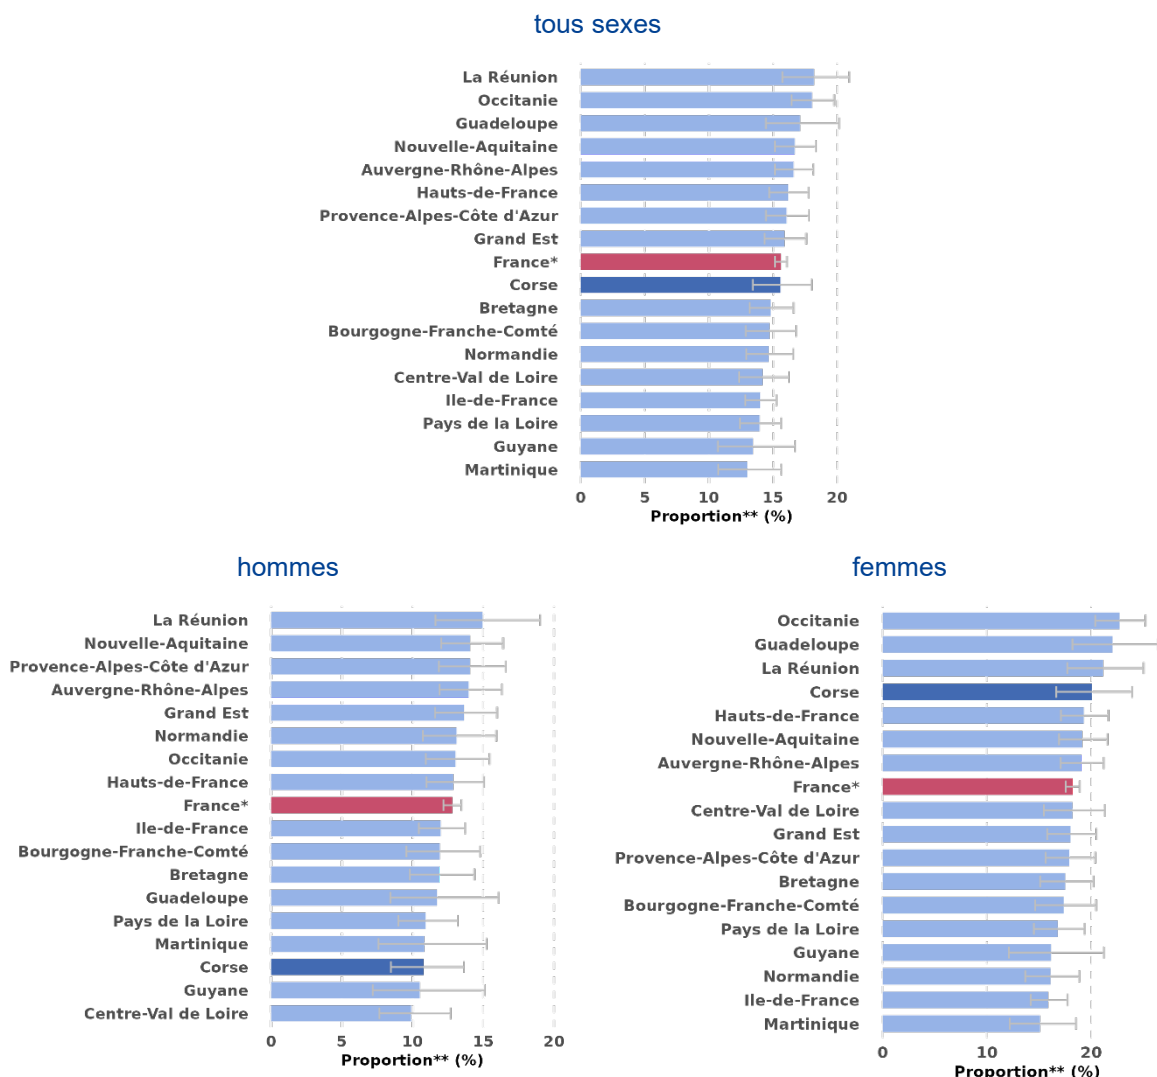 tous sexes
La Réunion
Occitanie
Guadeloupe
Nouvelle-Aquitaine
Auvergne-Rhône-Alpes
Hauts-de-France
Provence-Alpes-Côte d'Azur
Grand Est
France*
Corse
Bretagne
Bourgogne-Franche-Comté
Normandie
Centre-Val de Loire
Ile-de-France
Pays de la Loire
Guyane
Martinique
0 5 10 15 20
Proportion** (%)
hommes
La Réunion
Nouvelle-Aquitaine
Provence-Alpes-Côte d'Azur
Auvergne-Rhône-Alpes
Grand Est
Normandie
Occitanie
Hauts-de-France
France*
Ile-de-France
Bourgogne-Franche-Comté
Bretagne
Guadeloupe
Pays de la Loire
Martinique
Corse
Guyane
Centre-Val de Loire
0 5 10 15 20
Proportion** (%)
femmes
Occitanie
Guadeloupe
La Réunion
Corse
Hauts-de-France
Nouvelle-Aquitaine
Auvergne-Rhône-Alpes
France*
Centre-Val de Loire
Grand Est
Provence-Alpes-Côte d'Azur
Bretagne
Bourgogne-Franche-Comté
Pays de la Loire
Guyane
Normandie
Ile-de-France
Martinique
0 10 20
Proportion** (%)